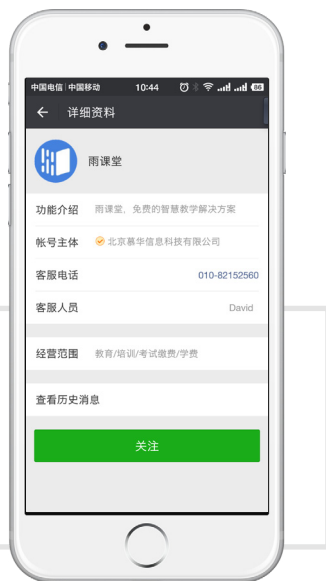 中国电信 中国移动 10:44 86
← 详细资料
雨课堂
功能介绍 雨课堂，免费的智慧教学解决方案
帐号主体 北京慕华信息科技有限公司
客服电话 010-82152560
客服人员 David
经营范围 教育/培训/考试缴费/学费
查看历史消息
关注